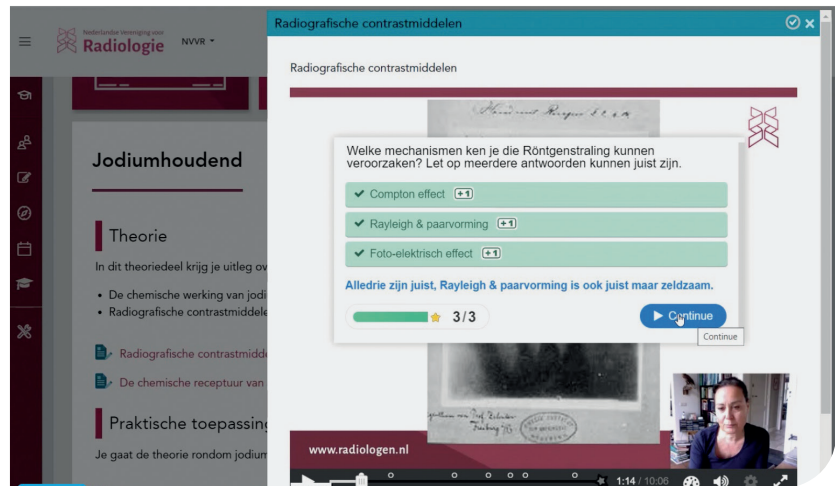 Radiografische contrastmiddelen
Nederlandse Vereniging voor
Radiologie
NVVR
Radiografische contrastmiddelen
Welke mechanismen ken je die Röntgenstraling kunnen
veroorzaken? Let op meerdere antwoorden kunnen juist zijn.
Compton effect +1
Rayleigh & paarvorming +1
Foto-elektrisch effect +1
Alledrie zijn juist, Rayleigh & paarvorming is ook juist maar zeldzaam.
3/3
Continue
Continue
www.radiologen.nl
1:14 / 10:06
Jodiumhoudend
Theorie
In dit theoriedeel krijg je uitleg ov
De chemische werking van jodi
Radiografische contrastmiddele
Radiografische contrastmidde
De chemische receptuur van
Praktische toepassing
Je gaat de theorie rondom jodium